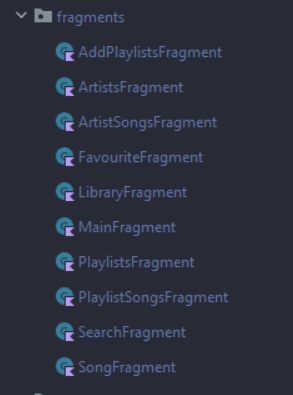 fragments
AddPlaylistsFragment
ArtistsFragment
ArtistSongsFragment
FavouriteFragment
LibraryFragment
MainFragment
PlaylistsFragment
PlaylistSongsFragment
SearchFragment
SongFragment